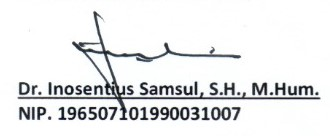 Dr. Inosentius Samsul, S.H., M.Hum.
NIP. 196507101990031007